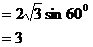 = 2√3 sin 60⁰
= 3